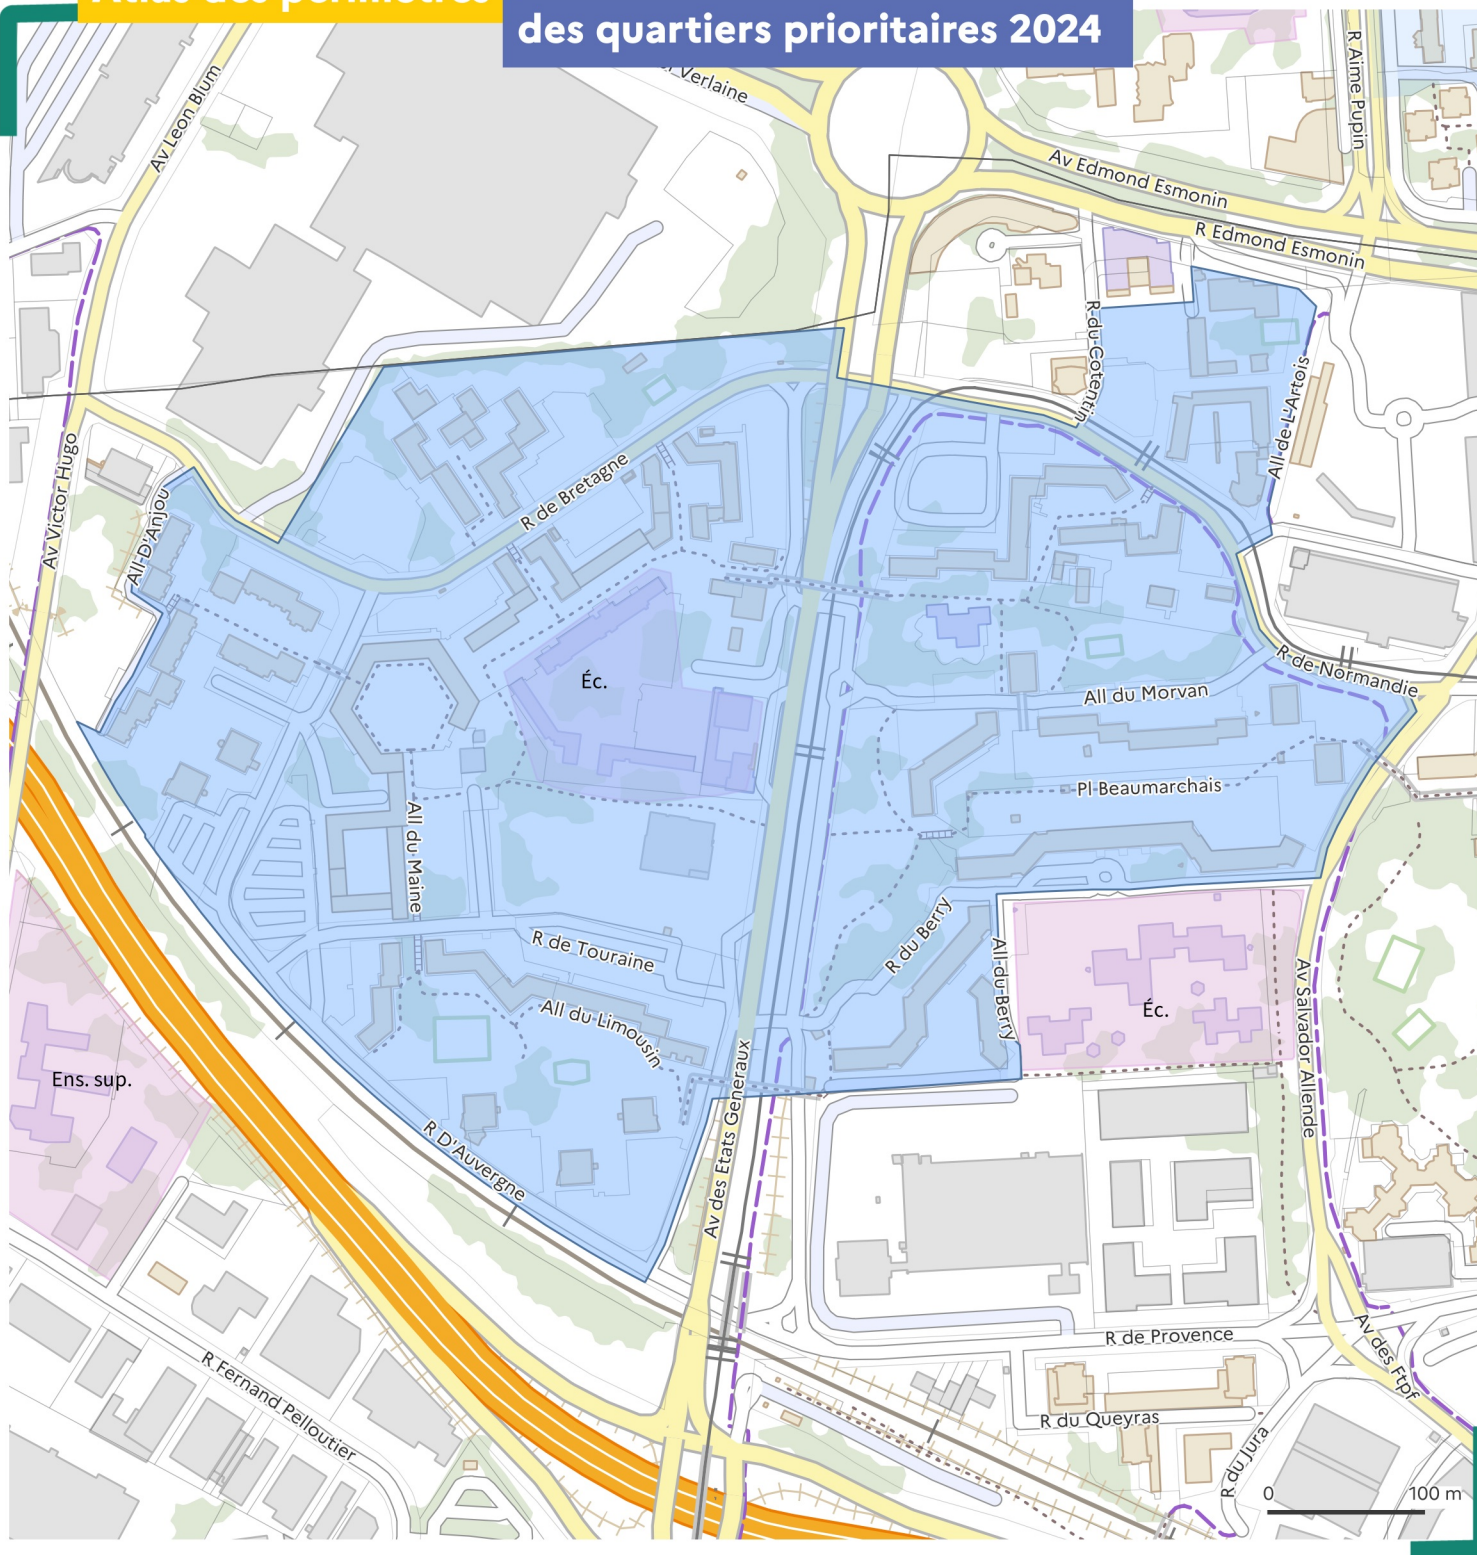 Atlas des périmètres
des quartiers prioritaires 2024
Verlaine
R Aime Pupin
Av Leon Blum
Av Edmond Esmonin
R Edmond Esmonin
R du Cotentin
All de L'Artois
Av Victor Hugo
All D'Anjou
R de Bretagne
Éc.
R de Normandie
All du Morvan
Pl Beaumarchais
All du Maine
R de Touraine
R du Berry
All du Berry
Éc.
Av Salvador Allende
All du Limousin
Ens. sup.
R D'Auvergne
Av des Etats Generaux
R de Provence
Av des Ftpf
R Fernand Pelloutier
R du Queyras
R du Jura
0 100 m